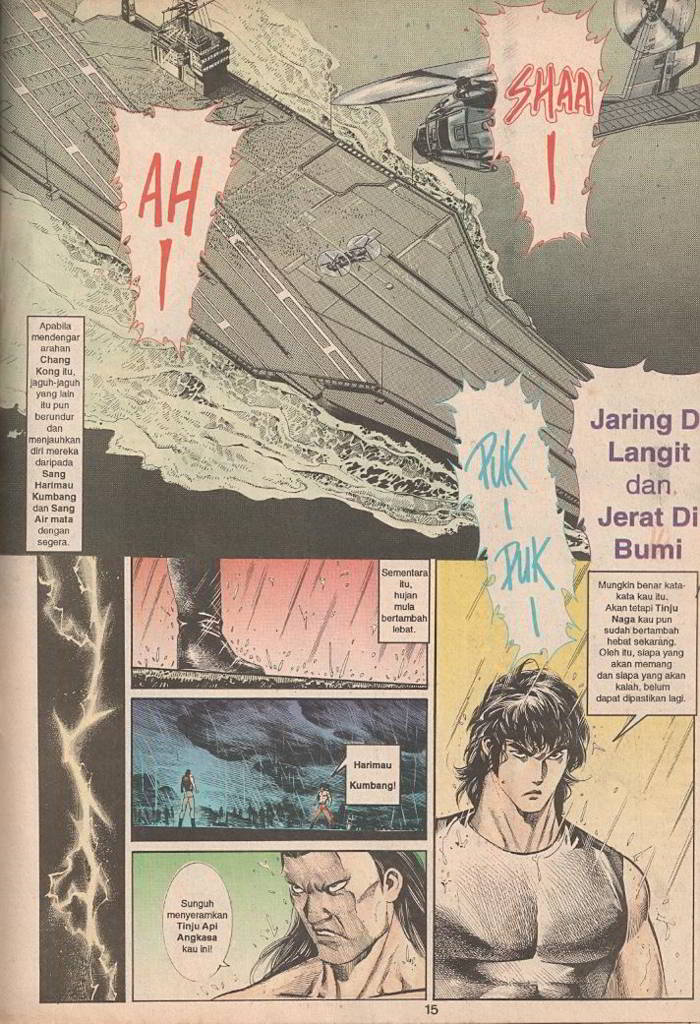 SHAA
!
AH
!
Apabila
mendengar
arahan
Chang
Kong itu,
jaguh-jaguh
yang lain
itu pun
berundur
dan
menjauhkan
diri mereka
daripada
Sang
Harimau
Kumbang
dan Sang
Air mata
dengan
segera.
PUK
!
PUK
!
Jaring D
Langit
dan
Jerat Di
Bumi
Sementara
itu,
hujan
mula
bertambah
lebat.
Mungkin benar kata-
kata kau itu.
Akan tetapi Tinju
Naga kau pun
sudah bertambah
hebat sekarang.
Oleh itu, siapa yang
akan memang
dan siapa yang akan
kalah, belum
dapat dipastikan lagi.
Harimau
Kumbang!
Sunguh
menyeramkan
Tinju Api
Angkasa
kau ini!
15